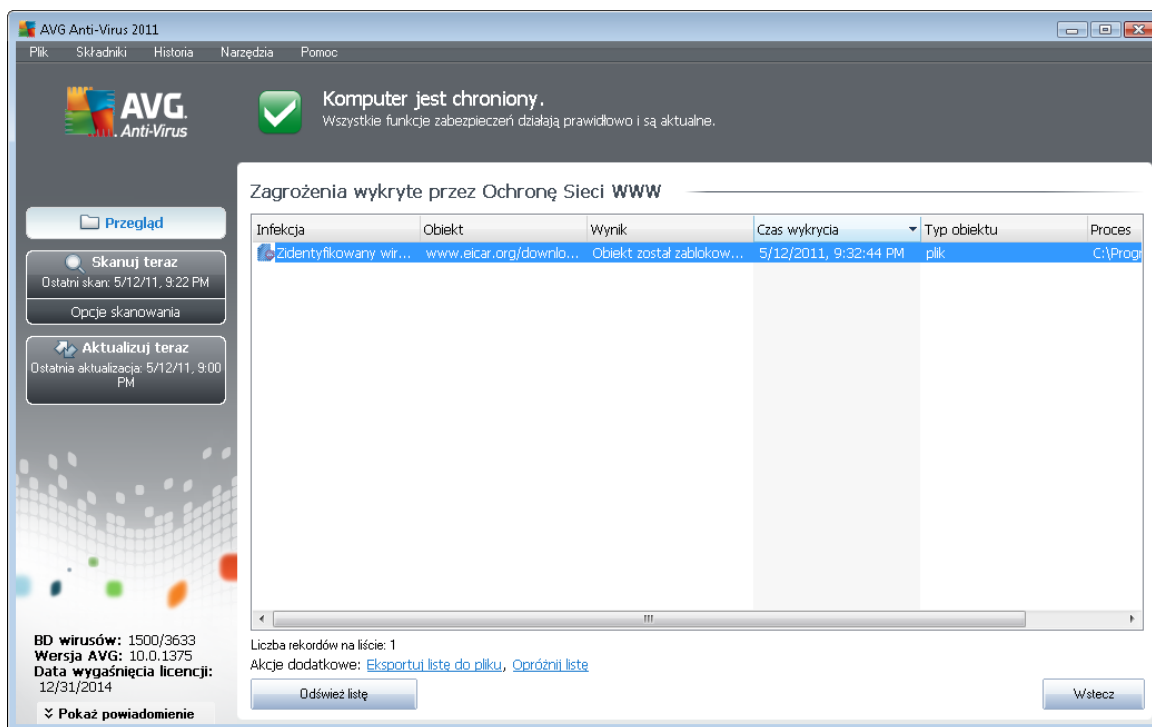 AVG Anti-Virus 2011
Plik Składniki Historia Narzędzia Pomoc
AVG.
Anti-Virus
Komputer jest chroniony.
Wszystkie funkcje zabezpieczeń działają prawidłowo i są aktualne.
Przegląd
Skanuj teraz
Ostatni skan: 5/12/11, 9:22 PM
Opcje skanowania
Aktualizuj teraz
Ostatnia aktualizacja: 5/12/11, 9:00
PM
BD wirusów: 1500/3633
Wersja AVG: 10.0.1375
Data wygaśnięcia licencji:
12/31/2014
Pokaż powiadomienie
Zagrożenia wykryte przez Ochronę Sieci WWW
Infekcja Obiekt Wynik Czas wykrycia Typ obiektu Proces
Zidentyfikowany wir... www.eicar.org/downlo... Obiekt został zablokow... 5/12/2011, 9:32:44 PM plik C:\Progr
Liczba rekordów na liście: 1
Akcje dodatkowe: Eksportuj listę do pliku, Opróżnij listę
Odśwież listę
Wstecz